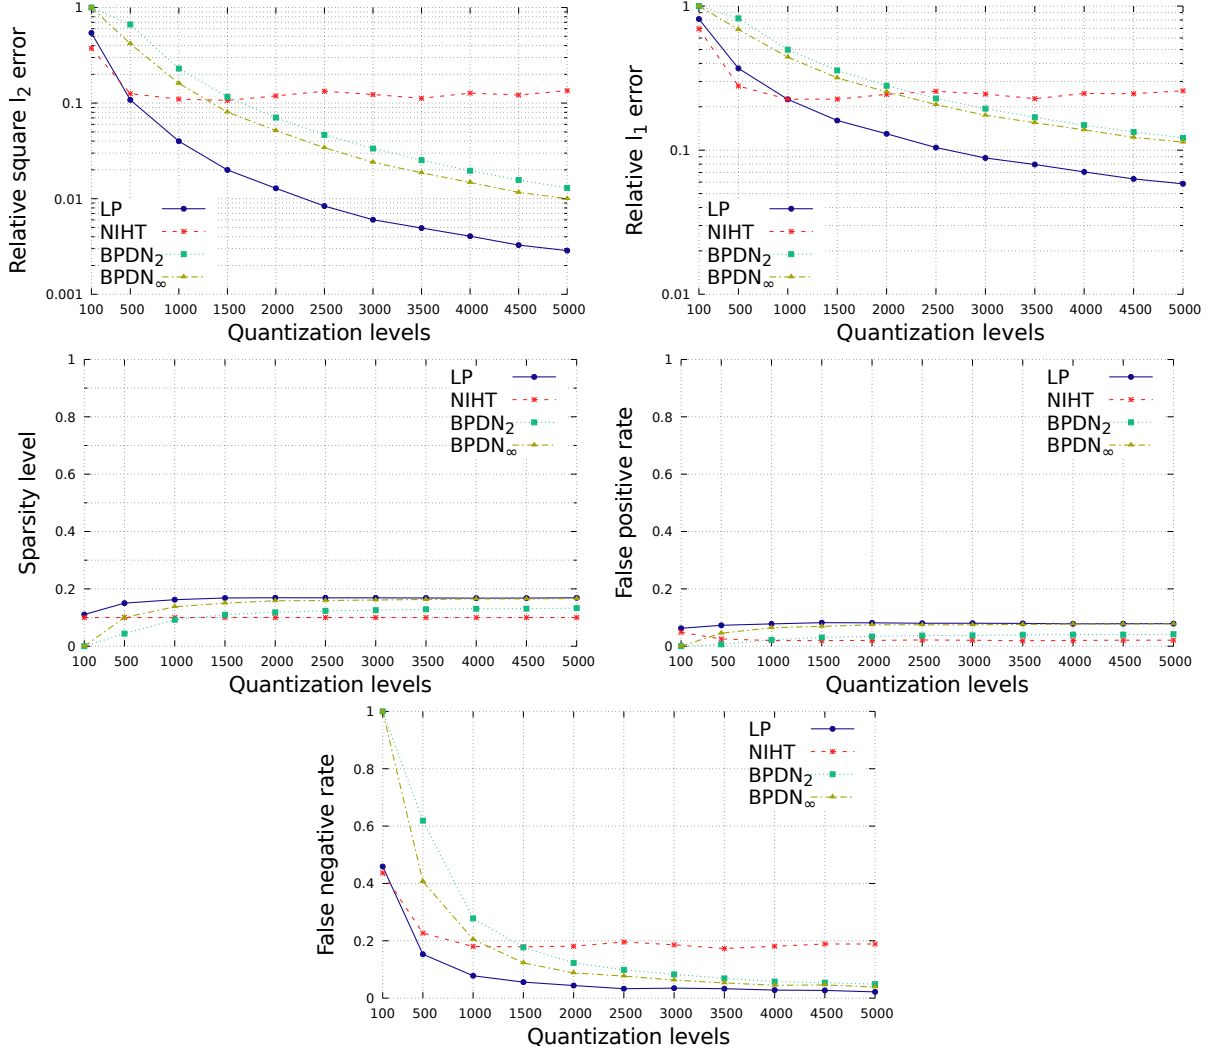 Relative square l2 error
1
0.1
0.01
0.001
LP
NIHT
BPDN2
BPDN∞
100 500 1000 1500 2000 2500 3000 3500 4000 4500 5000
Quantization levels
Relative l1 error
1
0.1
0.01
LP
NIHT
BPDN2
BPDN∞
100 500 1000 1500 2000 2500 3000 3500 4000 4500 5000
Quantization levels
Sparsity level
1
0.8
0.6
0.4
0.2
0
LP
NIHT
BPDN2
BPDN∞
100 500 1000 1500 2000 2500 3000 3500 4000 4500 5000
Quantization levels
False positive rate
1
0.8
0.6
0.4
0.2
0
LP
NIHT
BPDN2
BPDN∞
100 500 1000 1500 2000 2500 3000 3500 4000 4500 5000
Quantization levels
False negative rate
1
0.8
0.6
0.4
0.2
0
LP
NIHT
BPDN2
BPDN∞
100 500 1000 1500 2000 2500 3000 3500 4000 4500 5000
Quantization levels